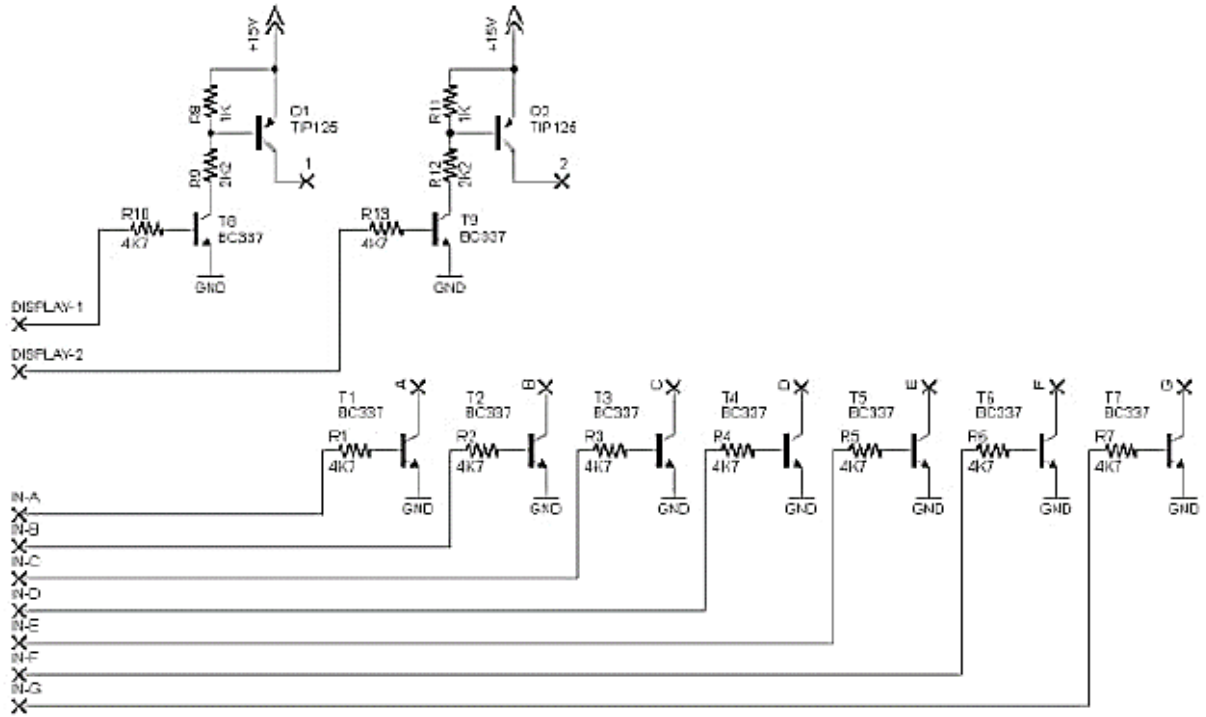 +15V
+15V
R8
1K
Q1
TIP125
R11
1K
Q2
TIP125
R9
2K2
1
R12
2K2
2
R10
4K7
T8
BC337
R13
4K7
T9
BC337
GND
GND
DISPLAY-1
DISPLAY-2
A
B
C
D
E
F
G
T1
BC337
T2
BC337
T3
BC337
T4
BC337
T5
BC337
T6
BC337
T7
BC337
R1
4K7
R2
4K7
R3
4K7
R4
4K7
R5
4K7
R6
4K7
R7
4K7
GND
GND
GND
GND
GND
GND
GND
IN-A
IN-B
IN-C
IN-D
IN-E
IN-F
IN-G